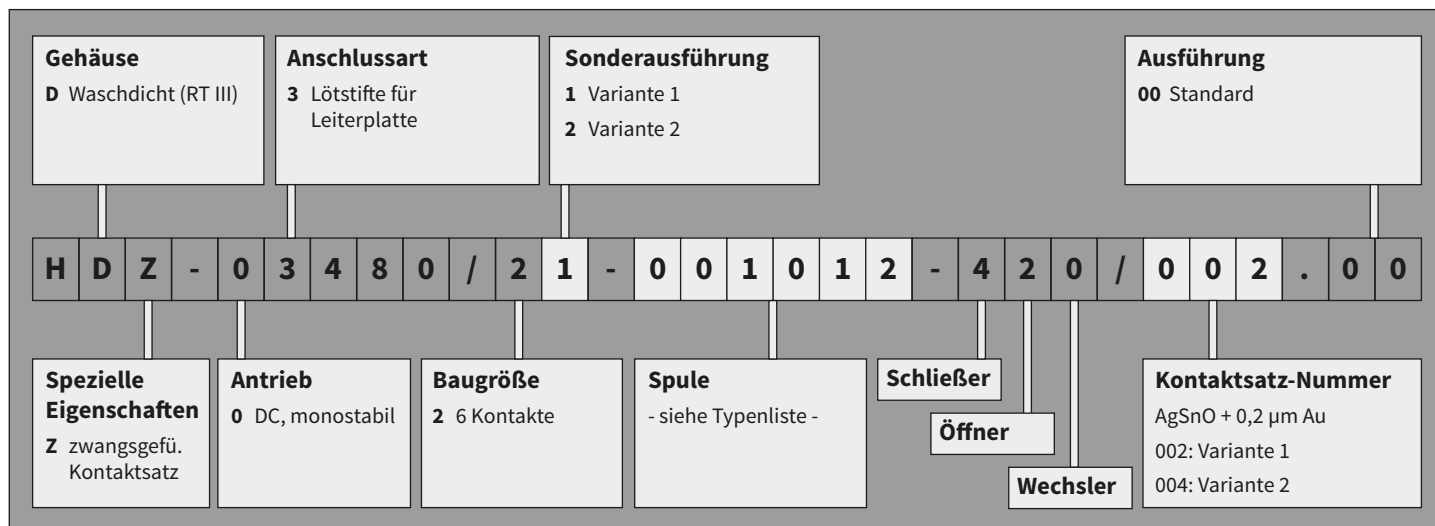 Gehäuse
D Waschdicht (RT III)
Anschlussart
3 Lötstifte für
Leiterplatte
Sonderausführung
1 Variante 1
2 Variante 2
Ausführung
00 Standard
H D Z - 0 3 4 8 0 / 2 1 - 0 0 1 0 1 2 - 4 2 0 / 0 0 2 . 0 0
Spezielle
Eigenschaften
Z zwangsgefü.
Kontaktsatz
Antrieb
0 DC, monostabil
Baugröße
2 6 Kontakte
Spule
- siehe Typenliste -
Schließer
Öffner
Wechsler
Kontaktsatz-Nummer
AgSnO + 0,2 µm Au
002: Variante 1
004: Variante 2